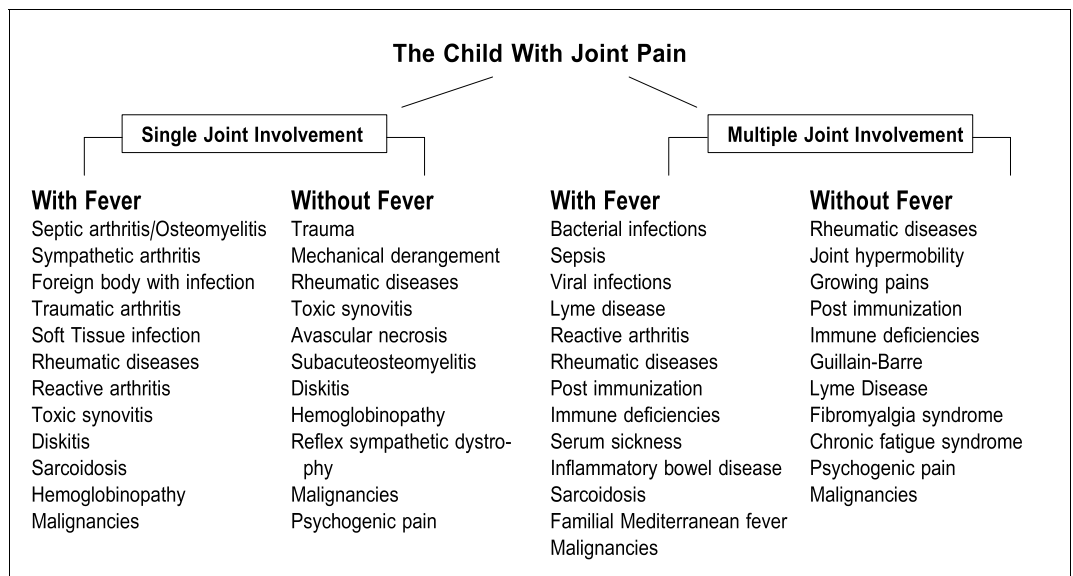 The Child With Joint Pain
Single Joint Involvement
Multiple Joint Involvement
With Fever
Septic arthritis/Osteomyelitis
Sympathetic arthritis
Foreign body with infection
Traumatic arthritis
Soft Tissue infection
Rheumatic diseases
Reactive arthritis
Toxic synovitis
Diskitis
Sarcoidosis
Hemoglobinopathy
Malignancies
Without Fever
Trauma
Mechanical derangement
Rheumatic diseases
Toxic synovitis
Avascular necrosis
Subacuteosteomyelitis
Diskitis
Hemoglobinopathy
Reflex sympathetic dystro-
phy
Malignancies
Psychogenic pain
With Fever
Bacterial infections
Sepsis
Viral infections
Lyme disease
Reactive arthritis
Rheumatic diseases
Post immunization
Immune deficiencies
Serum sickness
Inflammatory bowel disease
Sarcoidosis
Familial Mediterranean fever
Malignancies
Without Fever
Rheumatic diseases
Joint hypermobility
Growing pains
Post immunization
Immune deficiencies
Guillain-Barre
Lyme Disease
Fibromyalgia syndrome
Chronic fatigue syndrome
Psychogenic pain
Malignancies